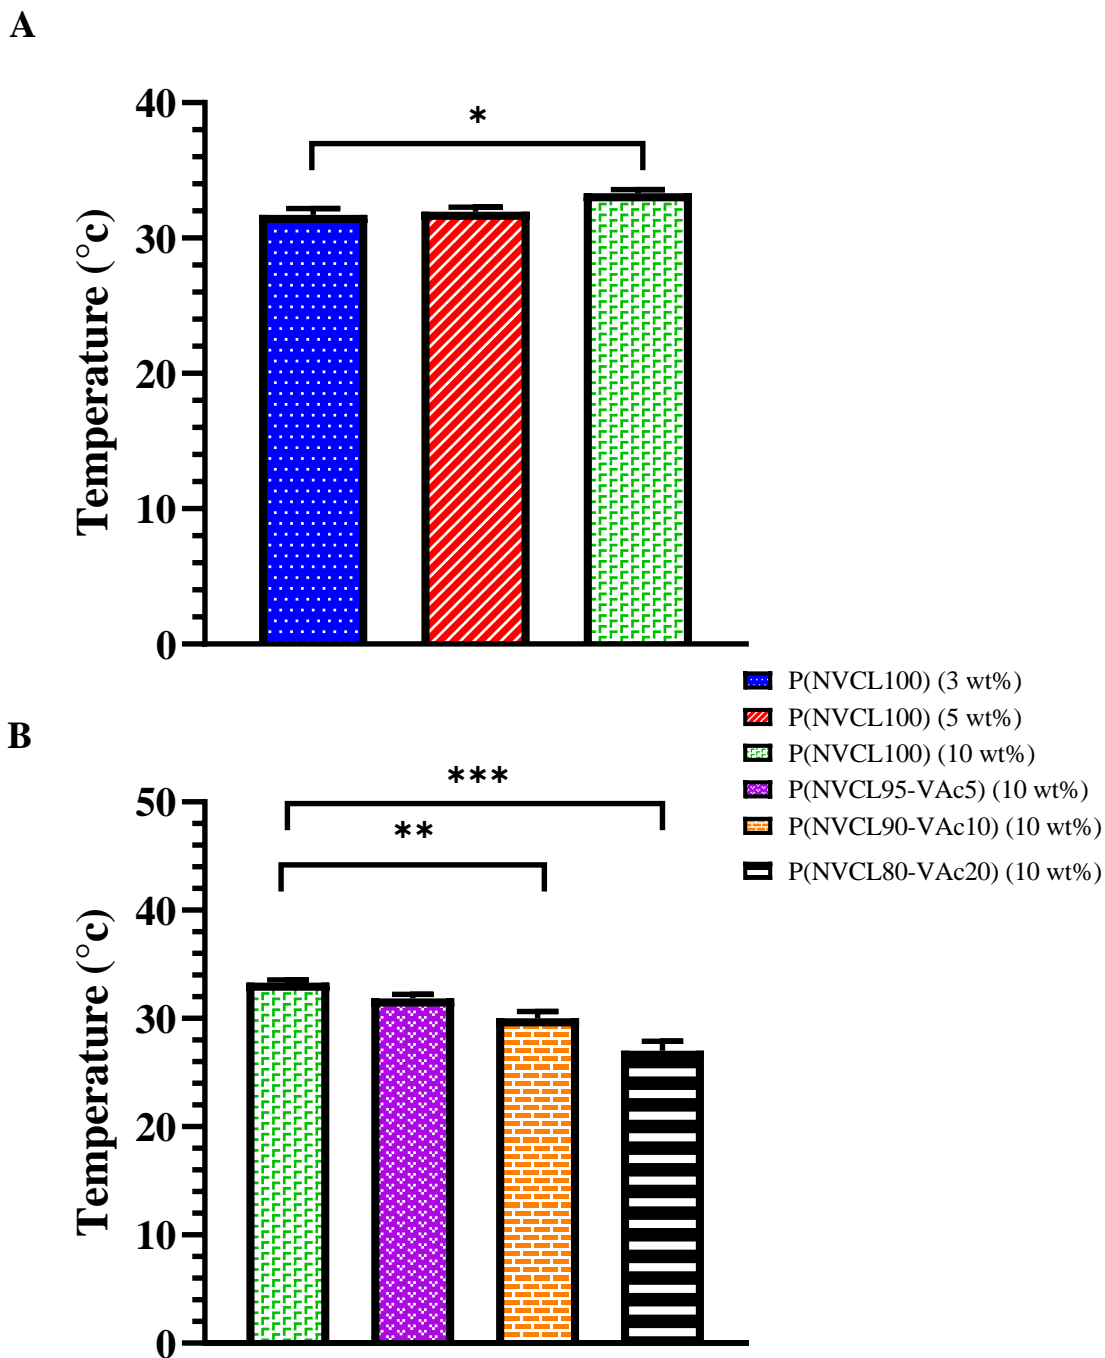 A
*
40
30
20
10
0
Temperature (°c)
P(NVCL100) (3 wt%)
P(NVCL100) (5 wt%)
P(NVCL100) (10 wt%)
P(NVCL95-VAc5) (10 wt%)
P(NVCL90-VAc10) (10 wt%)
P(NVCL80-VAc20) (10 wt%)
B
***
**
50
40
30
20
10
0
Temperature (°c)